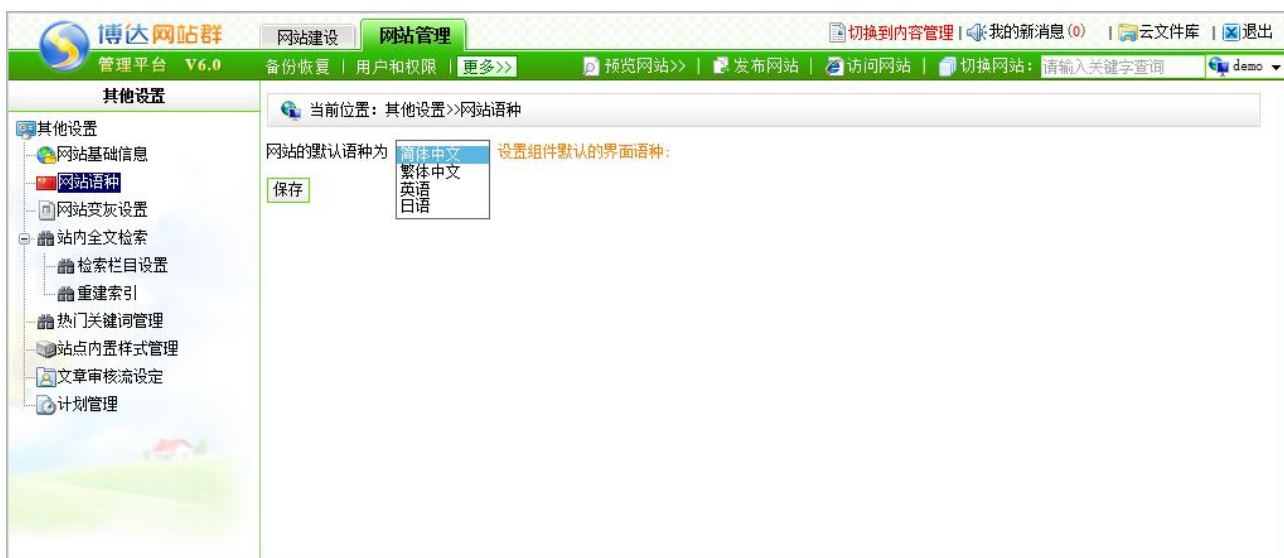 博达网站群
管理平台 V6.0
网站建设 网站管理 切换到内容管理 | 我的新消息(0) | 云文件库 | 退出
备份恢复 | 用户和权限 | 更多>> 预览网站>> | 发布网站 | 访问网站 | 切换网站: 请输入关键字查询 demo
其他设置
其他设置
网站基础信息
网站语种
网站变灰设置
站内全文检索
检索栏目设置
重建索引
热门关键词管理
站点内置样式管理
文章审核流设定
计划管理
当前位置: 其他设置>>网站语种
网站的默认语种为 简体中文 设置组件默认的界面语种:
繁体中文
英语
日语
保存